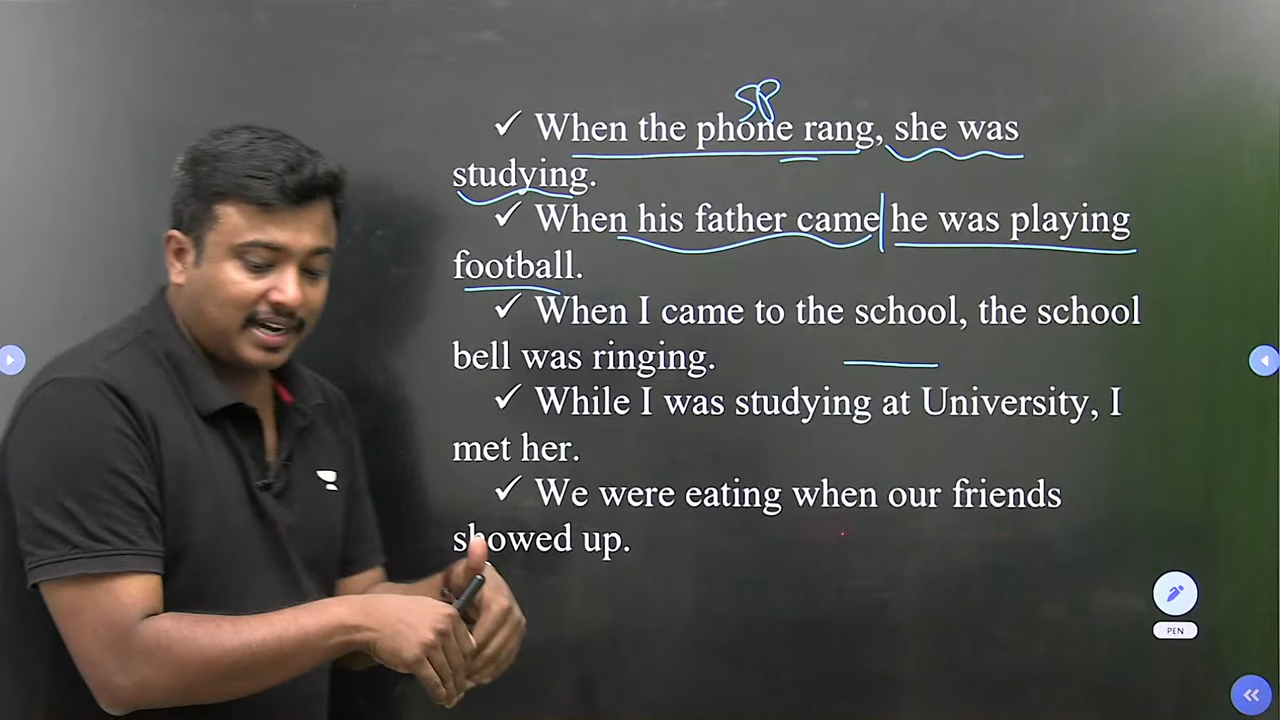 SP
✓ When the phone rang, she was
studying.
✓ When his father came he was playing
football.
✓ When I came to the school, the school
bell was ringing.
✓ While I was studying at University, I
met her.
✓ We were eating when our friends
showed up.
PEN